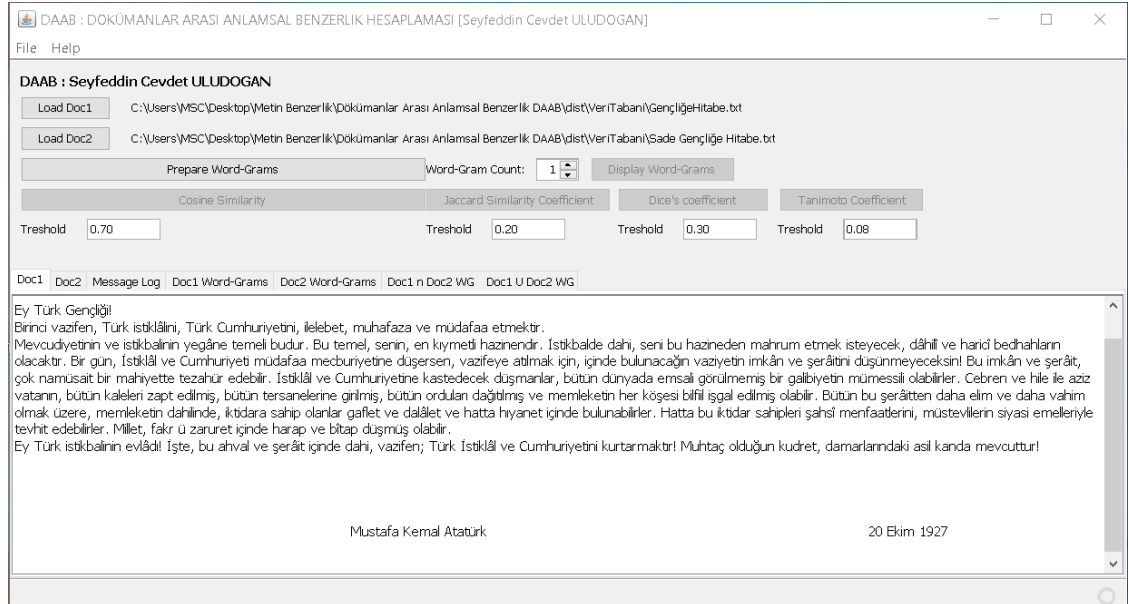 DAAB : DOKÜMANLAR ARASI ANLAMSAL BENZERLIK HESAPLAMASI [Seyfeddin Cevdet ULUDOGAN]
File Help
DAAB : Seyfeddin Cevdet ULUDOGAN
Load Doc1 C:\Users\MSC\Desktop\Metin Benzerlik\Dökümanlar Arası Anlamsal Benzerlik DAAB\dist\VeriTabani\GençliğeHitabe.txt
Load Doc2 C:\Users\MSC\Desktop\Metin Benzerlik\Dökümanlar Arası Anlamsal Benzerlik DAAB\dist\VeriTabani\Sade Gençliğe Hitabe.txt
Prepare Word-Grams Word-Gram Count: 1 Display Word-Grams
Cosine Similarity Jaccard Similarity Coefficient Dice's coefficient Tanimoto Coefficient
Treshold 0.70 Treshold 0.20 Treshold 0.30 Treshold 0.08
Doc1 Doc2 Message Log Doc1 Word-Grams Doc2 Word-Grams Doc1 n Doc2 WG Doc1 U Doc2 WG
Ey Türk Gençliği!
Birinci vazifen, Türk istiklâlini, Türk Cumhuriyetini, ilelebet, muhafaza ve müdafaa etmektir.
Mevcudiyetinin ve istikbalinin yegâne temeli budur. Bu temel, senin, en kıymetli hazinendir. İstikbalde dahi, seni bu hazineden mahrum etmek isteyecek, dâhilî ve haricî bedhahların
olacaktır. Bir gün, İstiklâl ve Cumhuriyeti müdafaa mecburiyetine düşersen, vazifeye atılmak için, içinde bulunacağın vaziyetin imkân ve şerâitini düşünmeyeceksin! Bu imkân ve şerâit,
çok namüsait bir mahiyette tezahür edebilir. İstiklâl ve Cumhuriyetine kastedecek düşmanlar, bütün dünyada emsali görülmemiş bir galibiyetin mümessili olabilirler. Cebren ve hile ile aziz
vatanın, bütün kaleleri zapt edilmiş, bütün tersanelerine girilmiş, bütün orduları dağıtılmış ve memleketin her köşesi bilfiil işgal edilmiş olabilir. Bütün bu şerâitten daha elim ve daha vahim
olmak üzere, memleketin dahilinde, iktidara sahip olanlar gaflet ve dalâlet ve hatta hıyanet içinde bulunabilirler. Hatta bu iktidar sahipleri şahsî menfaatlerini, müstevlilerin siyasi emelleriyle
tevhit edebilirler. Millet, fakr ü zaruret içinde harap ve bîtap düşmüş olabilir.
Ey Türk istikbalinin evlâdı! İşte, bu ahval ve şerâit içinde dahi, vazifen; Türk İstiklâl ve Cumhuriyetini kurtarmaktır! Muhtaç olduğun kudret, damarlarındaki asil kanda mevcuttur!
Mustafa Kemal Atatürk 20 Ekim 1927